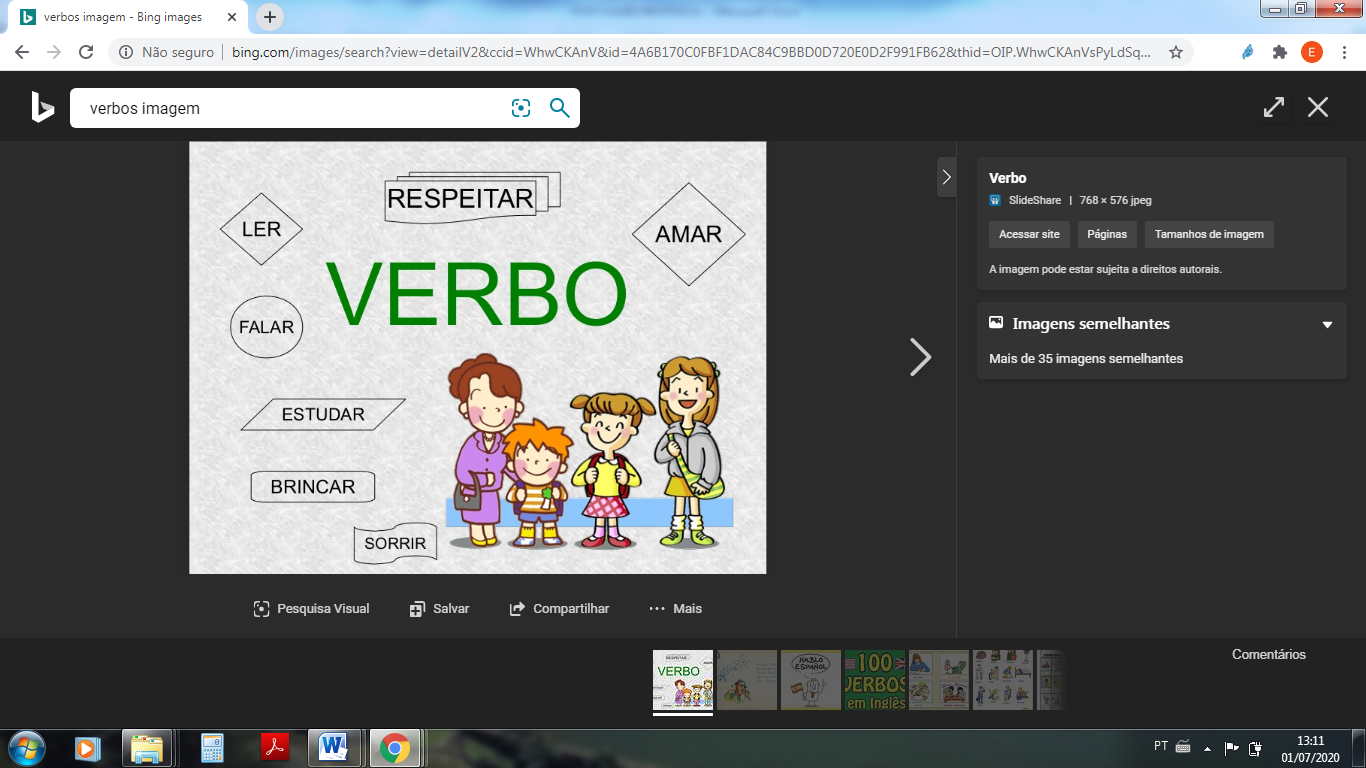 verbos imagem - Bing images
Não seguro
bing.com/images/search?view=detailV2&ccid=WhwCKAnV&id=4A6B170C0FBF1DAC84C9BBD0D720E0D2F991FB62&thid=OIP.WhwCKAnVsPyLdSq...
E
verbos imagem
RESPEITAR
LER
AMAR
VERBO
FALAR
ESTUDAR
BRINCAR
SORRIR
Verbo
SlideShare | 768 × 576 jpeg
Acessar site
Páginas
Tamanhos de imagem
A imagem pode estar sujeita a direitos autorais.
Imagens semelhantes
Mais de 35 imagens semelhantes
Pesquisa Visual
Salvar
Compartilhar
Mais
Comentários
RESPEITAR
VERBO
HABLO ESPAÑOL
100
VERBOS
em Inglês
PT
13:11
01/07/2020